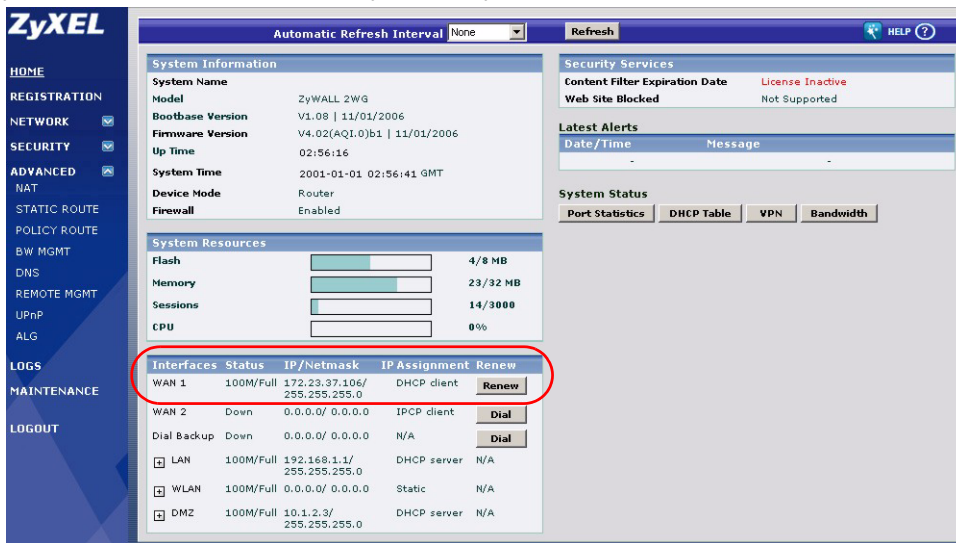 ZyXEL
HOME
REGISTRATION
NETWORK
SECURITY
ADVANCED
NAT
STATIC ROUTE
POLICY ROUTE
BW MGMT
DNS
REMOTE MGMT
UPnP
ALG
LOGS
MAINTENANCE
LOGOUT
Automatic Refresh Interval None Refresh HELP ?
System Information
System Name
Model ZyWALL 2WG
Bootbase Version V1.08 | 11/01/2006
Firmware Version V4.02(AQI.0)b1 | 11/01/2006
Up Time 02:56:16
System Time 2001-01-01 02:56:41 GMT
Device Mode Router
Firewall Enabled
System Resources
Flash 4/8 MB
Memory 23/32 MB
Sessions 14/3000
CPU 0%
Interfaces Status IP/Netmask IP Assignment Renew
WAN 1 100M/Full 172.23.37.106/ DHCP client Renew
255.255.255.0
WAN 2 Down 0.0.0.0/ 0.0.0.0 IPCP client Dial
Dial Backup Down 0.0.0.0/ 0.0.0.0 N/A Dial
+ LAN 100M/Full 192.168.1.1/ DHCP server N/A
255.255.255.0
+ WLAN 100M/Full 0.0.0.0/ 0.0.0.0 Static N/A
+ DMZ 100M/Full 10.1.2.3/ DHCP server N/A
255.255.255.0
Security Services
Content Filter Expiration Date License Inactive
Web Site Blocked Not Supported
Latest Alerts
Date/Time Message
- -
System Status
Port Statistics DHCP Table VPN Bandwidth